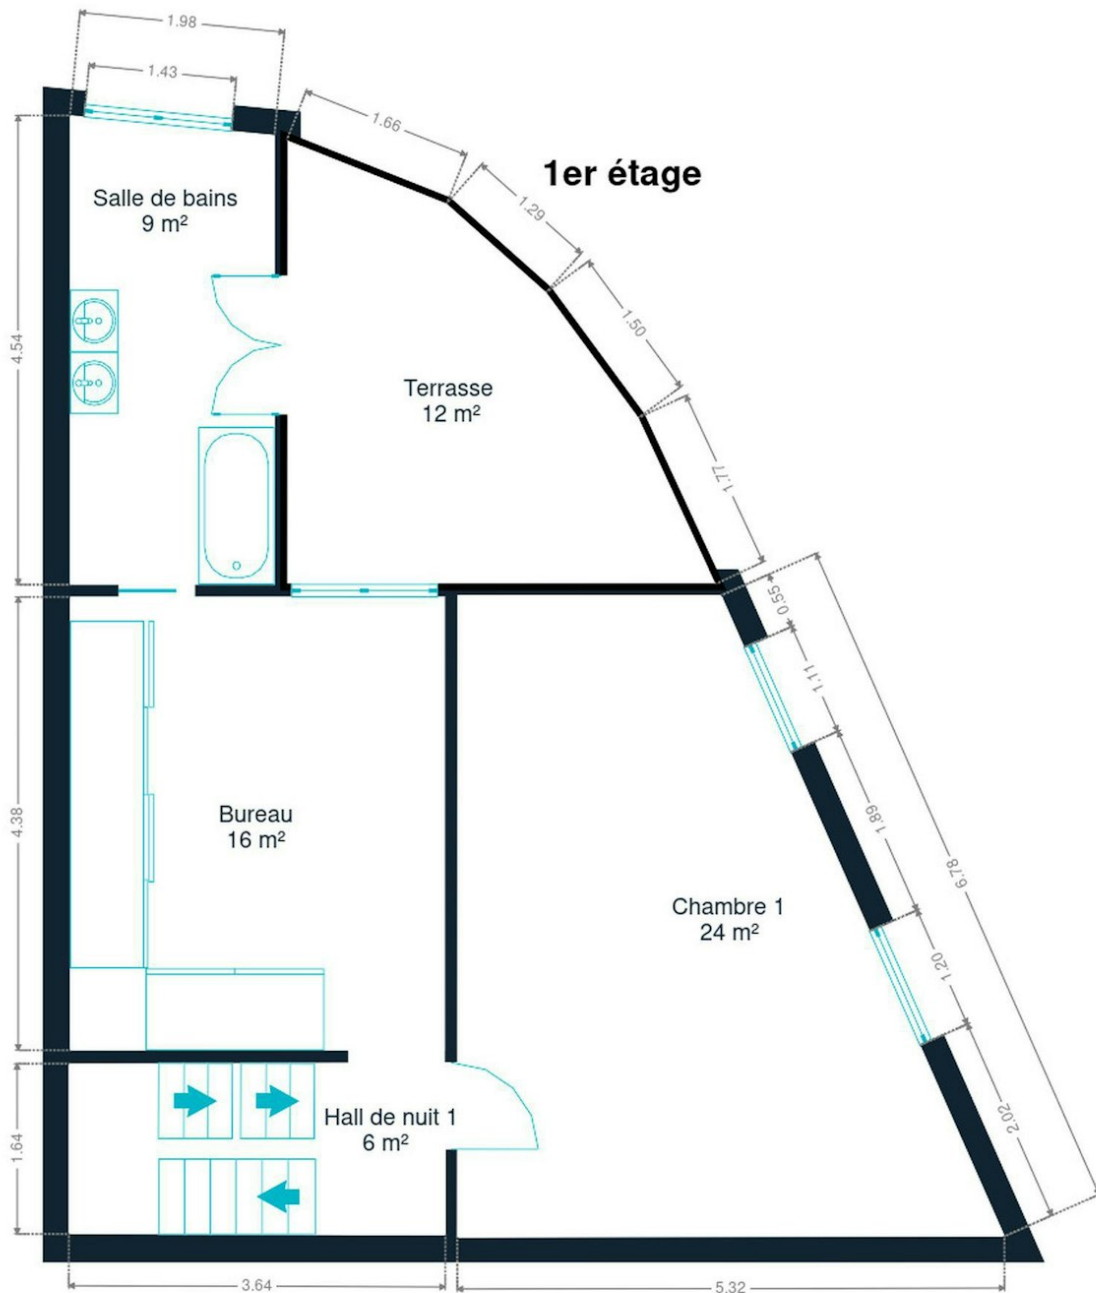 1.98
1.43
1.66
1er étage
1.29
Salle de bains
9 m²
1.50
4.54
Terrasse
12 m²
1.77
0.55
1.11
4.38
Bureau
16 m²
1.89
6.78
Chambre 1
24 m²
1.20
2.02
1.64
Hall de nuit 1
6 m²
3.64
5.32